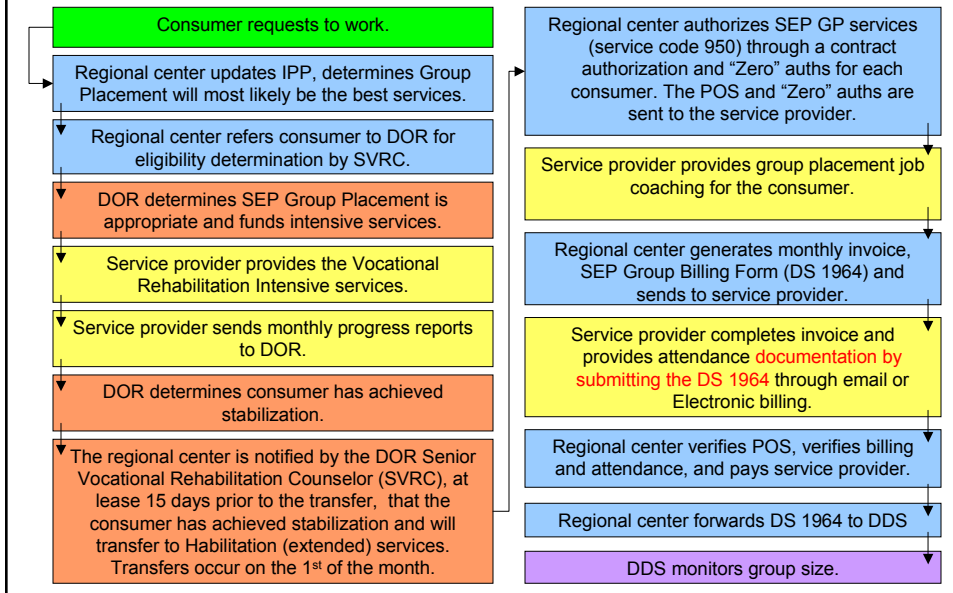 Consumer requests to work.
Regional center updates IPP, determines Group
Placement will most likely be the best services.
Regional center refers consumer to DOR for
eligibility determination by SVRC.
DOR determines SEP Group Placement is
appropriate and funds intensive services.
Service provider provides the Vocational
Rehabilitation Intensive services.
Service provider sends monthly progress reports
to DOR.
DOR determines consumer has achieved
stabilization.
The regional center is notified by the DOR Senior
Vocational Rehabilitation Counselor (SVRC), at
lease 15 days prior to the transfer, that the
consumer has achieved stabilization and will
transfer to Habilitation (extended) services.
Transfers occur on the 1st of the month.
Regional center authorizes SEP GP services
(service code 950) through a contract
authorization and “Zero” auths for each
consumer. The POS and “Zero” auths are
sent to the service provider.
Service provider provides group placement job
coaching for the consumer.
Regional center generates monthly invoice,
SEP Group Billing Form (DS 1964) and
sends to service provider.
Service provider completes invoice and
provides attendance documentation by
submitting the DS 1964 through email or
Electronic billing.
Regional center verifies POS, verifies billing
and attendance, and pays service provider.
Regional center forwards DS 1964 to DDS
DDS monitors group size.